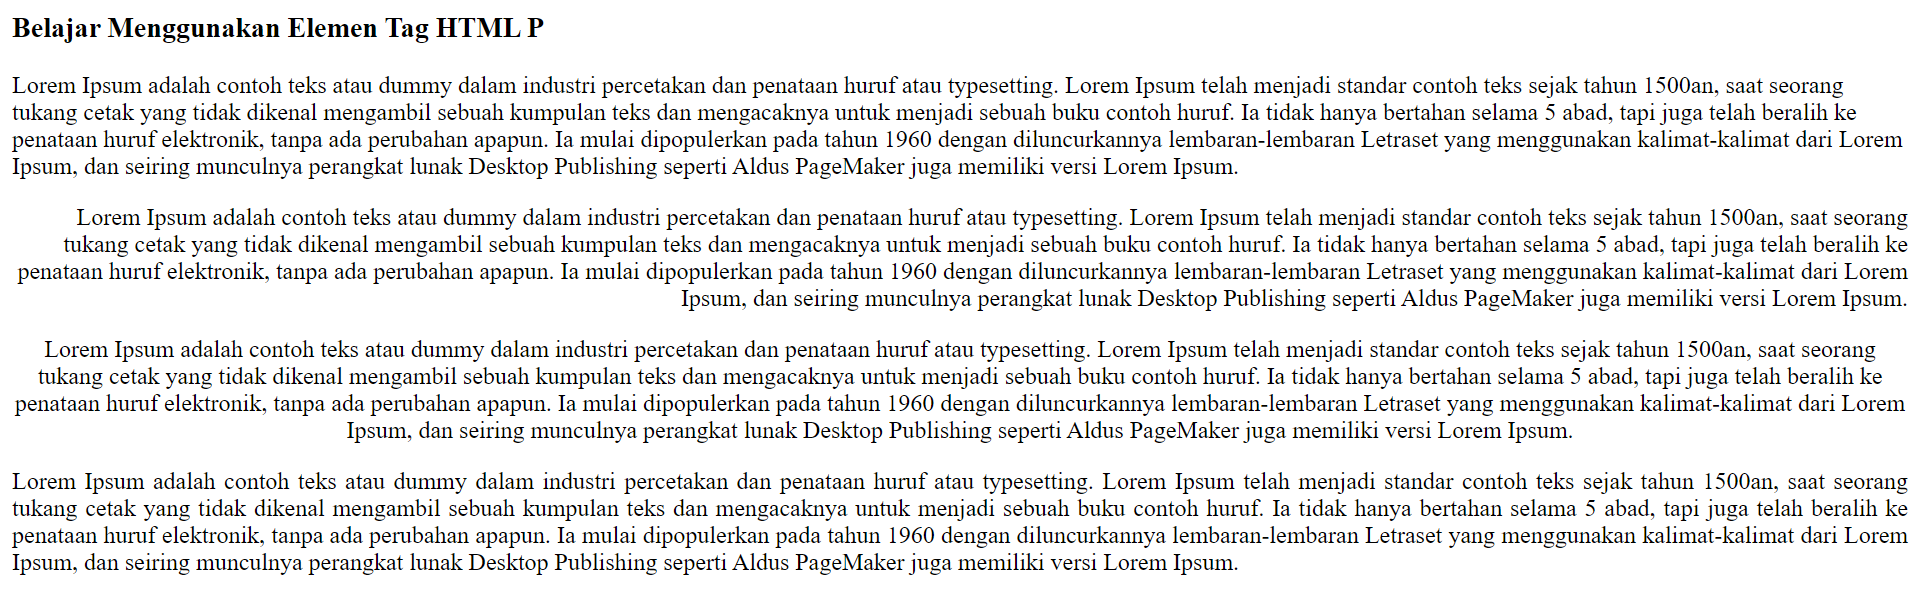 Belajar Menggunakan Elemen Tag HTML P
Lorem Ipsum adalah contoh teks atau dummy dalam industri percetakan dan penataan huruf atau typesetting. Lorem Ipsum telah menjadi standar contoh teks sejak tahun 1500an, saat seorang
tukang cetak yang tidak dikenal mengambil sebuah kumpulan teks dan mengacaknya untuk menjadi sebuah buku contoh huruf. Ia tidak hanya bertahan selama 5 abad, tapi juga telah beralih ke
penataan huruf elektronik, tanpa ada perubahan apapun. Ia mulai dipopulerkan pada tahun 1960 dengan diluncurkannya lembaran-lembaran Letraset yang menggunakan kalimat-kalimat dari Lorem
Ipsum, dan seiring munculnya perangkat lunak Desktop Publishing seperti Aldus PageMaker juga memiliki versi Lorem Ipsum.
Lorem Ipsum adalah contoh teks atau dummy dalam industri percetakan dan penataan huruf atau typesetting. Lorem Ipsum telah menjadi standar contoh teks sejak tahun 1500an, saat seorang
tukang cetak yang tidak dikenal mengambil sebuah kumpulan teks dan mengacaknya untuk menjadi sebuah buku contoh huruf. Ia tidak hanya bertahan selama 5 abad, tapi juga telah beralih ke
penataan huruf elektronik, tanpa ada perubahan apapun. Ia mulai dipopulerkan pada tahun 1960 dengan diluncurkannya lembaran-lembaran Letraset yang menggunakan kalimat-kalimat dari Lorem
Ipsum, dan seiring munculnya perangkat lunak Desktop Publishing seperti Aldus PageMaker juga memiliki versi Lorem Ipsum.
Lorem Ipsum adalah contoh teks atau dummy dalam industri percetakan dan penataan huruf atau typesetting. Lorem Ipsum telah menjadi standar contoh teks sejak tahun 1500an, saat seorang
tukang cetak yang tidak dikenal mengambil sebuah kumpulan teks dan mengacaknya untuk menjadi sebuah buku contoh huruf. Ia tidak hanya bertahan selama 5 abad, tapi juga telah beralih ke
penataan huruf elektronik, tanpa ada perubahan apapun. Ia mulai dipopulerkan pada tahun 1960 dengan diluncurkannya lembaran-lembaran Letraset yang menggunakan kalimat-kalimat dari Lorem
Ipsum, dan seiring munculnya perangkat lunak Desktop Publishing seperti Aldus PageMaker juga memiliki versi Lorem Ipsum.
Lorem Ipsum adalah contoh teks atau dummy dalam industri percetakan dan penataan huruf atau typesetting. Lorem Ipsum telah menjadi standar contoh teks sejak tahun 1500an, saat seorang
tukang cetak yang tidak dikenal mengambil sebuah kumpulan teks dan mengacaknya untuk menjadi sebuah buku contoh huruf. Ia tidak hanya bertahan selama 5 abad, tapi juga telah beralih ke
penataan huruf elektronik, tanpa ada perubahan apapun. Ia mulai dipopulerkan pada tahun 1960 dengan diluncurkannya lembaran-lembaran Letraset yang menggunakan kalimat-kalimat dari Lorem
Ipsum, dan seiring munculnya perangkat lunak Desktop Publishing seperti Aldus PageMaker juga memiliki versi Lorem Ipsum.